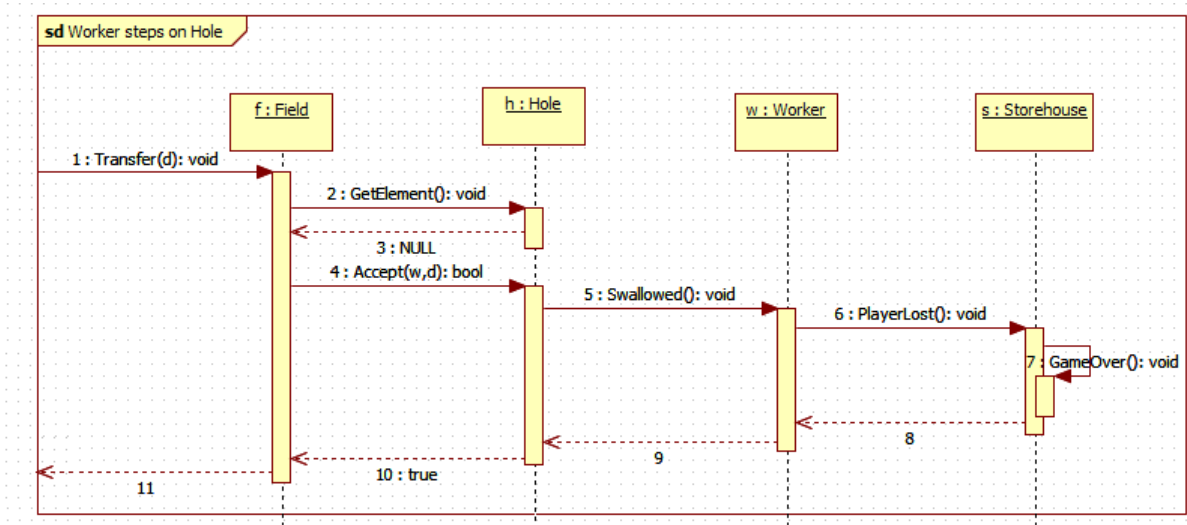 sd Worker steps on Hole
f : Field
h : Hole
w : Worker
s : Storehouse
1 : Transfer(d): void
2 : GetElement(): void
3 : NULL
4 : Accept(w,d): bool
5 : Swallowed(): void
6 : PlayerLost(): void
7 : GameOver(): void
8
9
10 : true
11